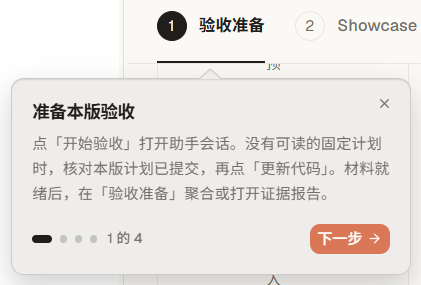 1 验收准备 2 Showcase
准备本版验收
点「开始验收」打开助手会话。没有可读的固定计划
时，核对本版计划已提交，再点「更新代码」。材料就
绪后，在「验收准备」聚合或打开证据报告。
1 的 4 下一步 →